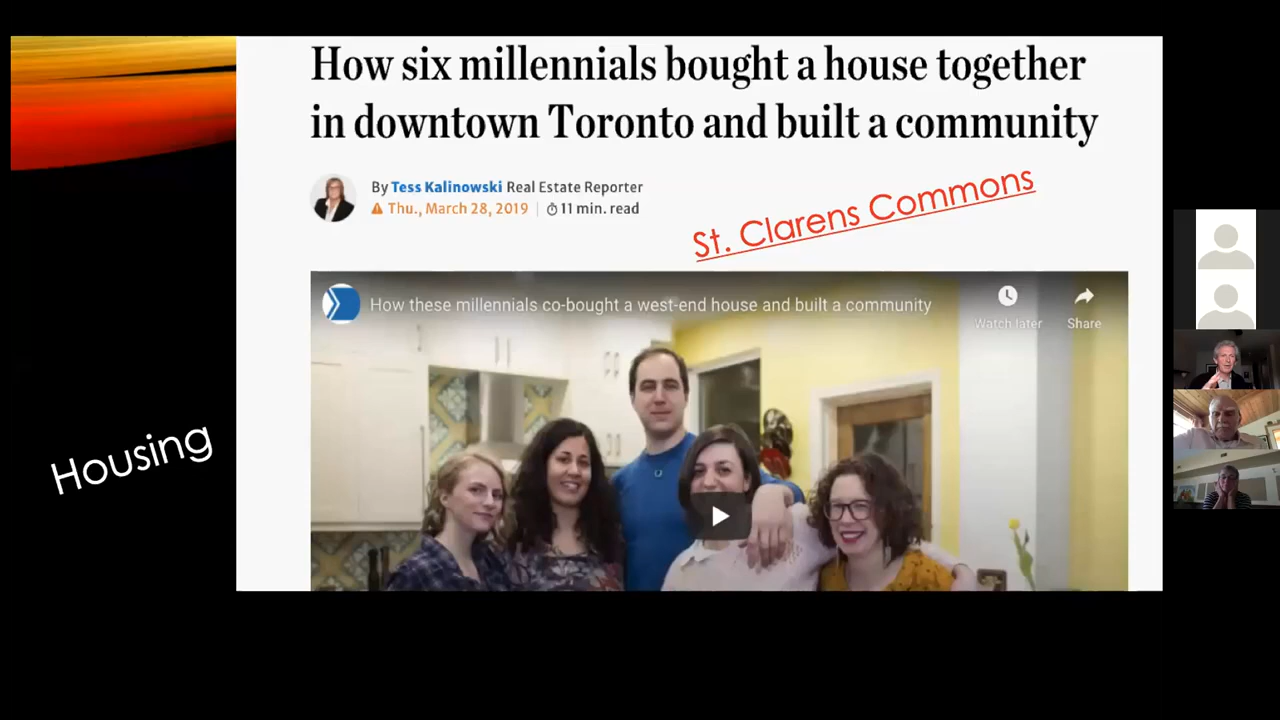 How six millennials bought a house together
in downtown Toronto and built a community
By Tess Kalinowski Real Estate Reporter
Thu., March 28, 2019 11 min. read
St. Clarens Commons
How these millennials co-bought a west-end house and built a community
Watch later
Share
Housing